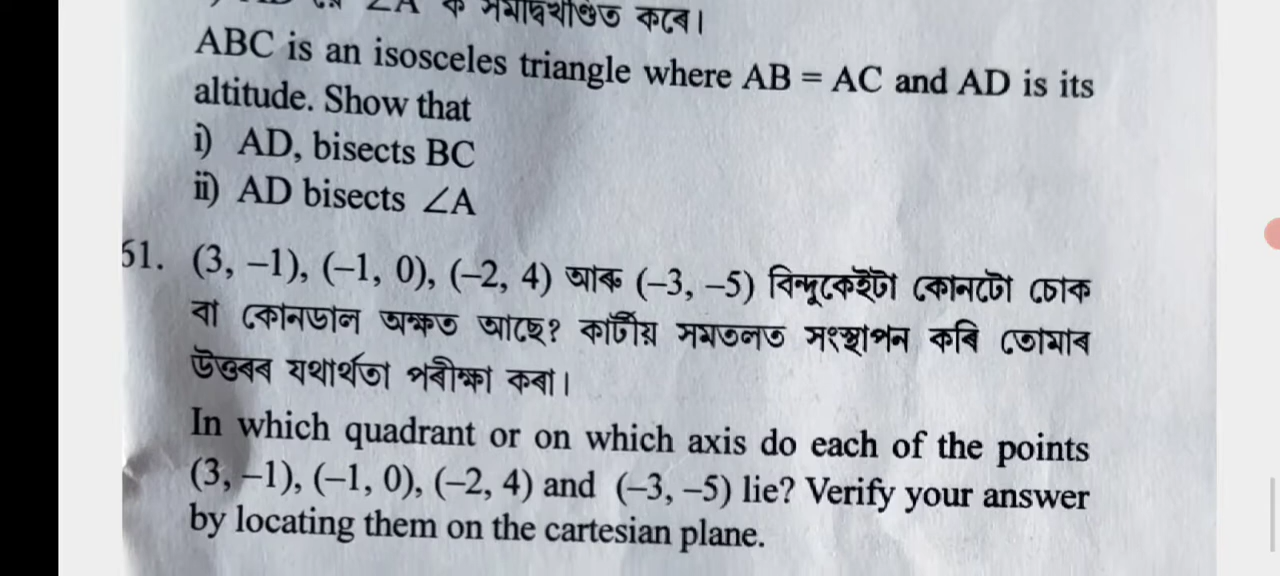 ∠A ক সমদ্বিখণ্ডিত কৰে।
ABC is an isosceles triangle where AB = AC and AD is its
altitude. Show that
i) AD, bisects BC
ii) AD bisects ∠A
51. (3, –1), (–1, 0), (–2, 4) আৰু (–3, –5) বিন্দুকেইটা কোনটো চোক
বা কোনডাল অক্ষত আছে? কাৰ্টীয় সমতলত সংস্থাপন কৰি তোমাৰ
উত্তৰৰ যথাৰ্থতা পৰীক্ষা কৰা।
In which quadrant or on which axis do each of the points
(3, –1), (–1, 0), (–2, 4) and (–3, –5) lie? Verify your answer
by locating them on the cartesian plane.